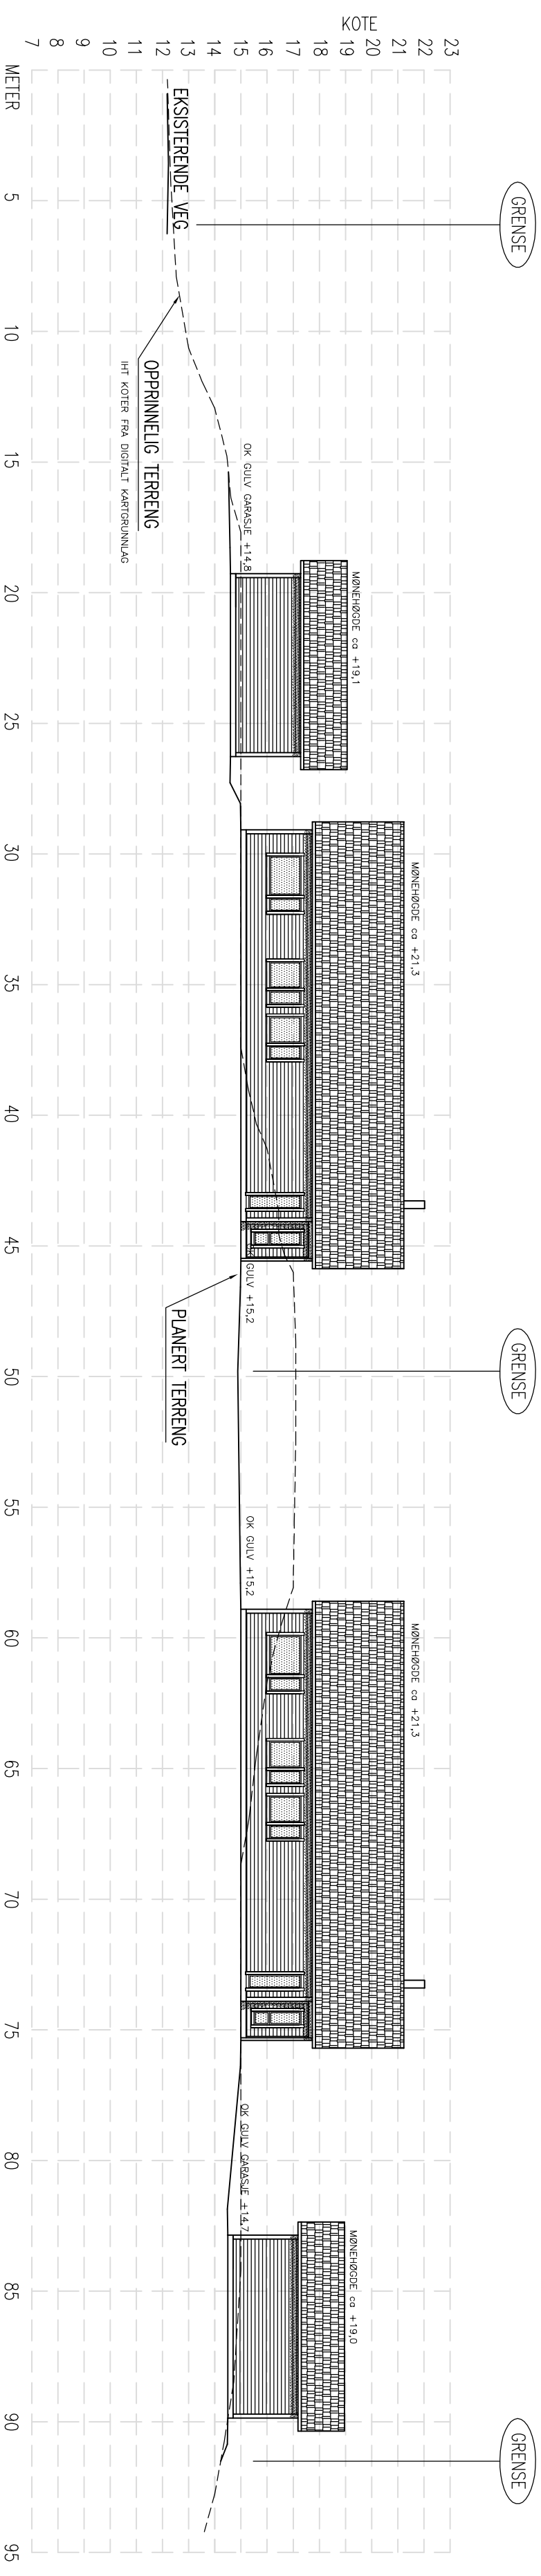 GRENSE
GRENSE
GRENSE
KOTE
23
22
21
20
19
18
17
16
15
14
13
12
11
10
9
8
7
MØNEHØGDE ca +19,1
MØNEHØGDE ca +21,3
MØNEHØGDE ca +21,3
MØNEHØGDE ca +19,0
OK GULV GARASJE +14,8
GULV +15,2
OK GULV +15,2
OK GULV GARASJE +14,7
EKSISTERENDE VEG
OPPRINNELIG TERRENG
IHT KOTER FRA DIGITALT KARTGRUNNLAG
PLANERT TERRENG
METER
5
10
15
20
25
30
35
40
45
50
55
60
65
70
75
80
85
90
95